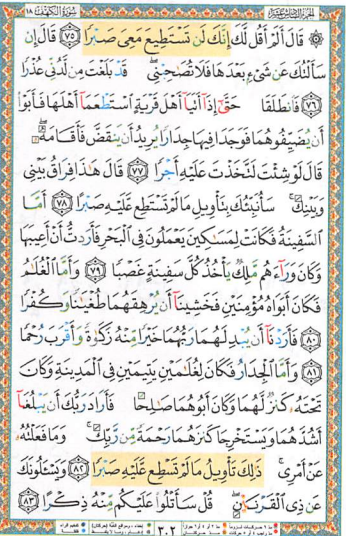 الجزء السادس عشر سورة الكهف ١٨
۞ قَالَ أَلَمْ أَقُل لَّكَ إِنَّكَ لَن تَسْتَطِيعَ مَعِيَ صَبْرًا ٧٥ قَالَ إِن
سَأَلْتُكَ عَن شَيْءٍ بَعْدَهَا فَلَا تُصَاحِبْنِي ۖ قَدْ بَلَغْتَ مِن لَّدُنِّي عُذْرًا
٧٦ فَانطَلَقَا حَتَّىٰ إِذَا أَتَيَا أَهْلَ قَرْيَةٍ اسْتَطْعَمَا أَهْلَهَا فَأَبَوْا
أَن يُضَيِّفُوهُمَا فَوَجَدَا فِيهَا جِدَارًا يُرِيدُ أَن يَنقَضَّ فَأَقَامَهُ ۖ
قَالَ لَوْ شِئْتَ لَتَّخَذْتَ عَلَيْهِ أَجْرًا ٧٧ قَالَ هَٰذَا فِرَاقُ بَيْنِي
وَبَيْنِكَ ۚ سَأُنَبِّئُكَ بِتَأْوِيلِ مَا لَمْ تَسْتَطِع عَّلَيْهِ صَبْرًا ٧٨ أَمَّا
السَّفِينَةُ فَكَانَتْ لِمَسَاكِينَ يَعْمَلُونَ فِي الْبَحْرِ فَأَرَدتُّ أَنْ أَعِيبَهَا
وَكَانَ وَرَاءَهُم مَّلِكٌ يَأْخُذُ كُلَّ سَفِينَةٍ غَصْبًا ٧٩ وَأَمَّا الْغُلَامُ
فَكَانَ أَبَوَاهُ مُؤْمِنَيْنِ فَخَشِينَا أَن يُرْهِقَهُمَا طُغْيَانًا وَكُفْرًا
٨٠ فَأَرَدْنَا أَن يُبْدِلَهُمَا رَبُّهُمَا خَيْرًا مِّنْهُ زَكَاةً وَأَقْرَبَ رُحْمًا
٨١ وَأَمَّا الْجِدَارُ فَكَانَ لِغُلَامَيْنِ يَتِيمَيْنِ فِي الْمَدِينَةِ وَكَانَ
تَحْتَهُ كَنزٌ لَّهُمَا وَكَانَ أَبُوهُمَا صَالِحًا فَأَرَادَ رَبُّكَ أَن يَبْلُغَا
أَشُدَّهُمَا وَيَسْتَخْرِجَا كَنزَهُمَا رَحْمَةً مِّن رَّبِّكَ ۚ وَمَا فَعَلْتُهُ
عَنْ أَمْرِي ۚ ذَٰلِكَ تَأْوِيلُ مَا لَمْ تَسْطِع عَّلَيْهِ صَبْرًا ٨٢ وَيَسْأَلُونَكَ
عَن ذِي الْقَرْنَيْنِ ۖ قُلْ سَأَتْلُو عَلَيْكُم مِّنْهُ ذِكْرًا ٨٣
٣٠٢